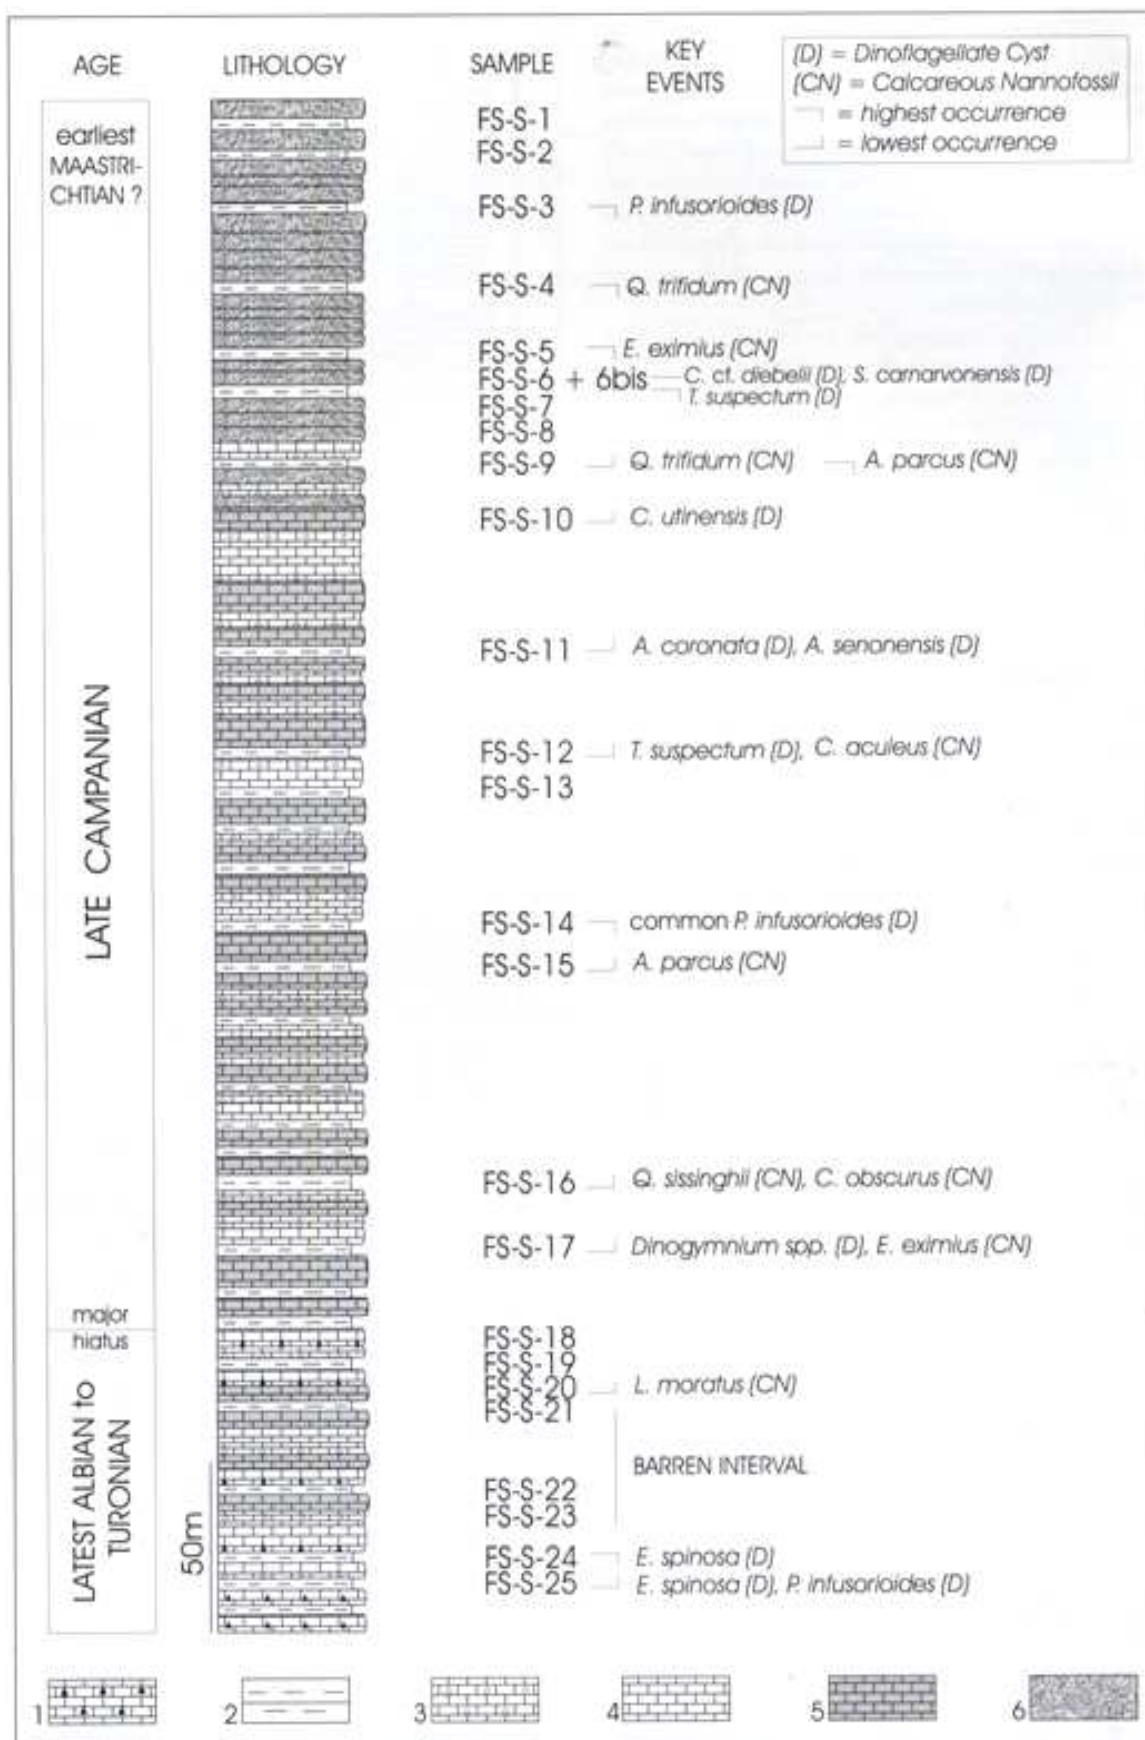 AGE
LITHOLOGY
SAMPLE
KEY
EVENTS
(D) = Dinoflagellate Cyst
(CN) = Calcareous Nannofossil
= highest occurrence
= lowest occurrence
earliest
MAASTRI-
CHTIAN ?
FS-S-1
FS-S-2
FS-S-3 P. infusorioides (D)
FS-S-4 Q. trifidum (CN)
FS-S-5 E. eximius (CN)
FS-S-6 + 6bis C. cf. diebelii (D), S. carnarvonensis (D)
T. suspectum (D)
FS-S-7
FS-S-8
FS-S-9 Q. trifidum (CN) A. parcus (CN)
FS-S-10 C. utinensis (D)
FS-S-11 A. coronata (D), A. senonensis (D)
LATE CAMPANIAN
FS-S-12 T. suspectum (D), C. aculeus (CN)
FS-S-13
FS-S-14 common P. infusorioides (D)
FS-S-15 A. parcus (CN)
FS-S-16 Q. sissinghii (CN), C. obscurus (CN)
FS-S-17 Dinogymnium spp. (D), E. eximius (CN)
major
hiatus
FS-S-18
FS-S-19
FS-S-20 L. moratus (CN)
FS-S-21
LATEST ALBIAN to
TURONIAN
BARREN INTERVAL
FS-S-22
FS-S-23
50m
FS-S-24 E. spinosa (D)
FS-S-25 E. spinosa (D), P. infusorioides (D)
1 2 3 4 5 6